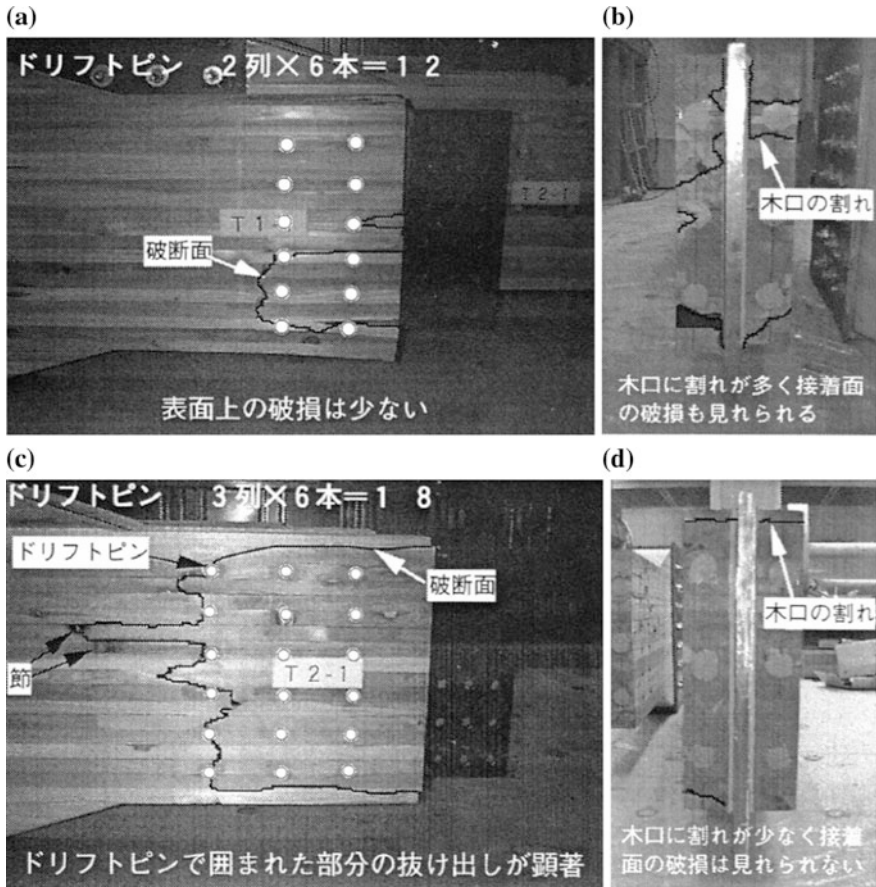 (a)
ドリフトピン 2列×6本=12
T1-
T2-1
破断面
表面上の破損は少ない
(b)
木口の割れ
木口に割れが多く接着面
の破損も見れられる
(c)
ドリフトピン 3列×6本=18
ドリフトピン
破断面
節
T2-1
ドリフトピンで囲まれた部分の抜け出しが顕著
(d)
木口の割れ
木口に割れが少なく接着
面の破損は見れられない